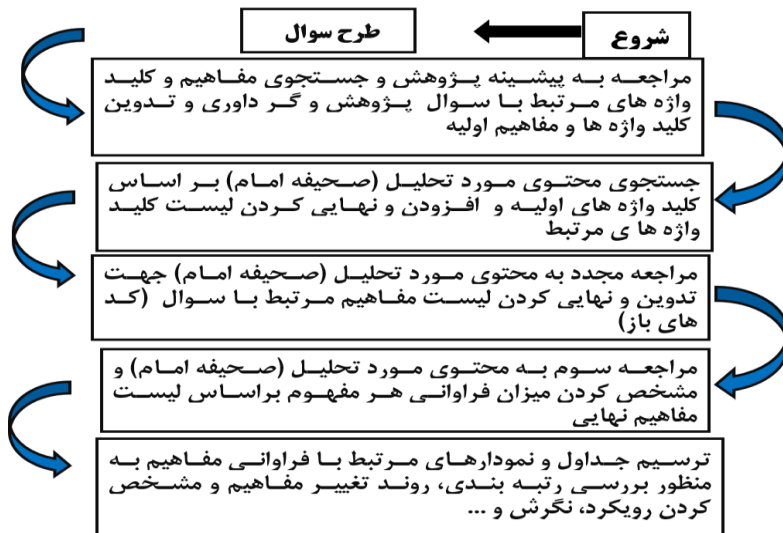 شروع
طرح سوال
مراجعه به پیشینه پژوهش و جستجوی مفاهیم و کلید
واژه های مرتبط با سوال پژوهش و گر داوری و تدوین
کلید واژه ها و مفاهیم اولیه
جستجوی محتوی مورد تحلیل (صحیفه امام) بر اساس
کلید واژه های اولیه و افزودن و نهایی کردن لیست کلید
واژه ها ی مرتبط
مراجعه مجدد به محتوی مورد تحلیل (صحیفه امام) جهت
تدوین و نهایی کردن لیست مفاهیم مرتبط با سوال (کد
های باز)
مراجعه سوم به محتوی مورد تحلیل (صحیفه امام) و
مشخص کردن میزان فراوانی هر مفهوم براساس لیست
مفاهیم نهایی
ترسیم جداول و نمودارهای مرتبط با فراوانی مفاهیم به
منظور بررسی رتبه بندی، روند تغییر مفاهیم و مشخص
کردن رویکرد، نگرش و ...